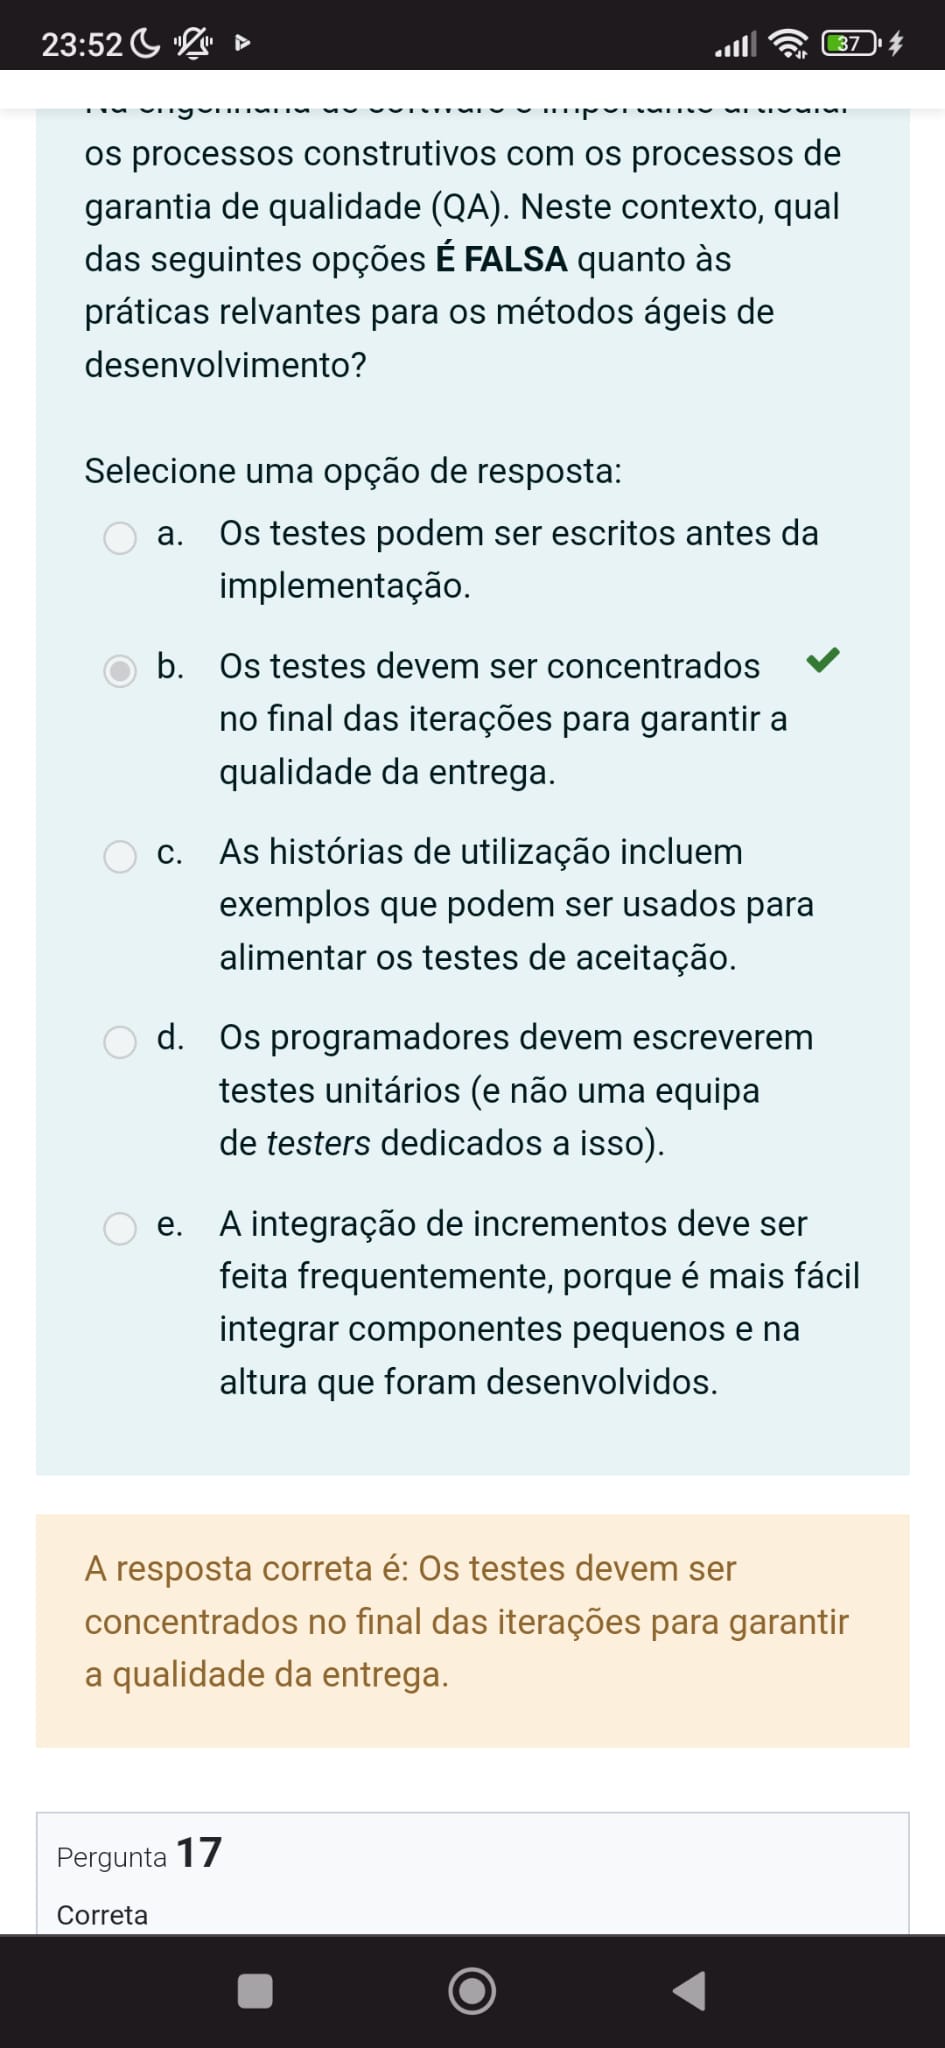 23:52
37
os processos construtivos com os processos de
garantia de qualidade (QA). Neste contexto, qual
das seguintes opções É FALSA quanto às
práticas relvantes para os métodos ágeis de
desenvolvimento?
Selecione uma opção de resposta:
a. Os testes podem ser escritos antes da
implementação.
b. Os testes devem ser concentrados
no final das iterações para garantir a
qualidade da entrega.
c. As histórias de utilização incluem
exemplos que podem ser usados para
alimentar os testes de aceitação.
d. Os programadores devem escreverem
testes unitários (e não uma equipa
de testers dedicados a isso).
e. A integração de incrementos deve ser
feita frequentemente, porque é mais fácil
integrar componentes pequenos e na
altura que foram desenvolvidos.
A resposta correta é: Os testes devem ser
concentrados no final das iterações para garantir
a qualidade da entrega.
Pergunta 17
Correta